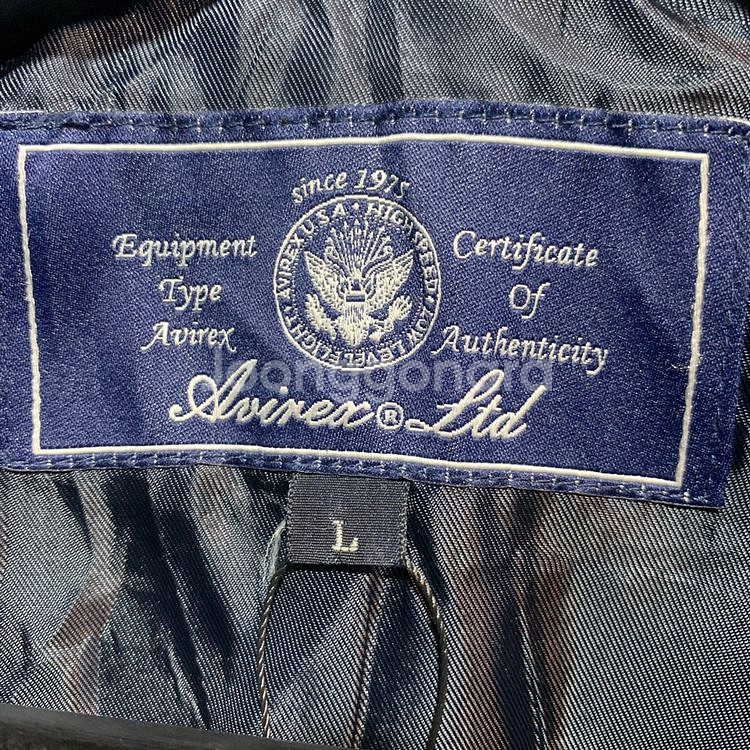 since 1975
AVIREX U.S.A. • HIGH SPEED
LOW LEVEL FLIGHT
Equipment
Type
Avirex
Certificate
Of
Authenticity
Avirex® Ltd
L